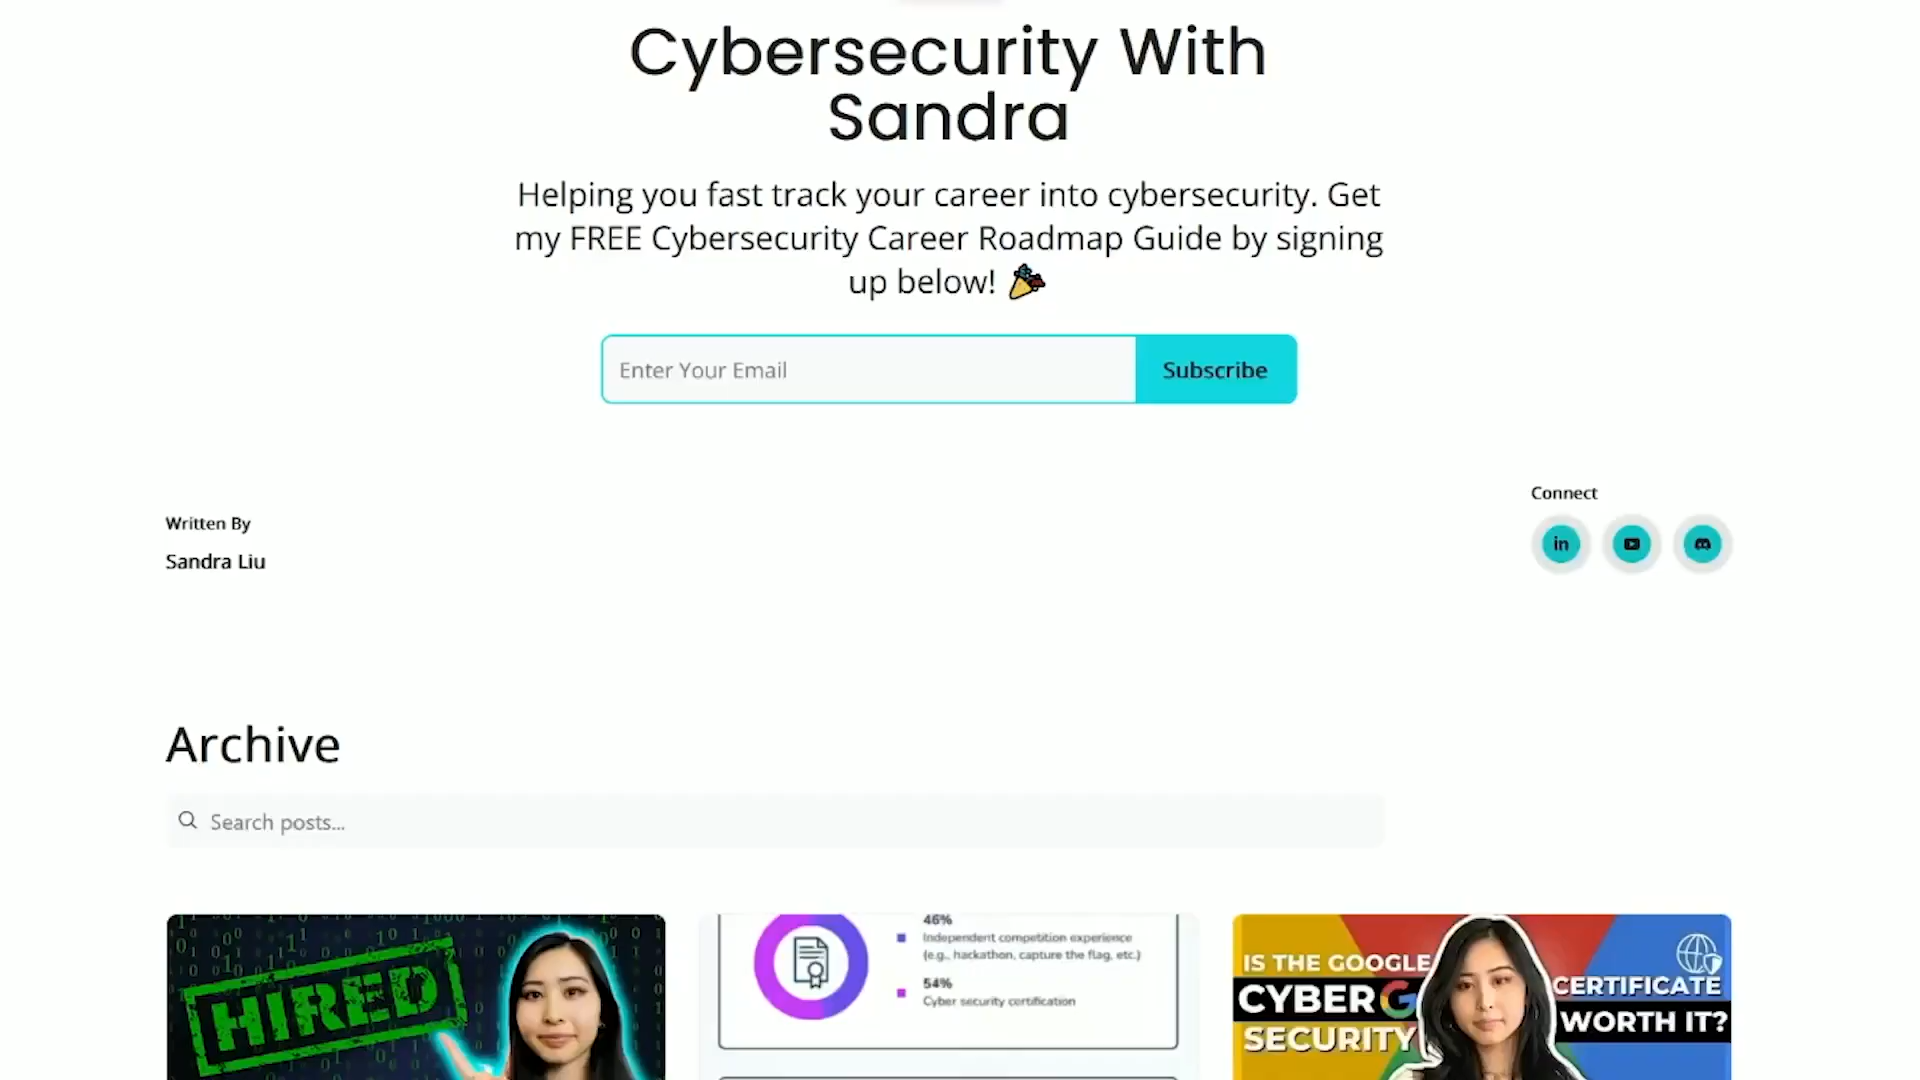 Cybersecurity With
Sandra
Helping you fast track your career into cybersecurity. Get
my FREE Cybersecurity Career Roadmap Guide by signing
up below! 🎉
Enter Your Email
Subscribe
Connect
in
Written By
Sandra Liu
Archive
Search posts...
HIRED
46%
Independent competition experience
(e.g., hackathon, capture the flag, etc.)
54%
Cyber security certification
IS THE GOOGLE
CYBER
SECURITY
CERTIFICATE
WORTH IT?